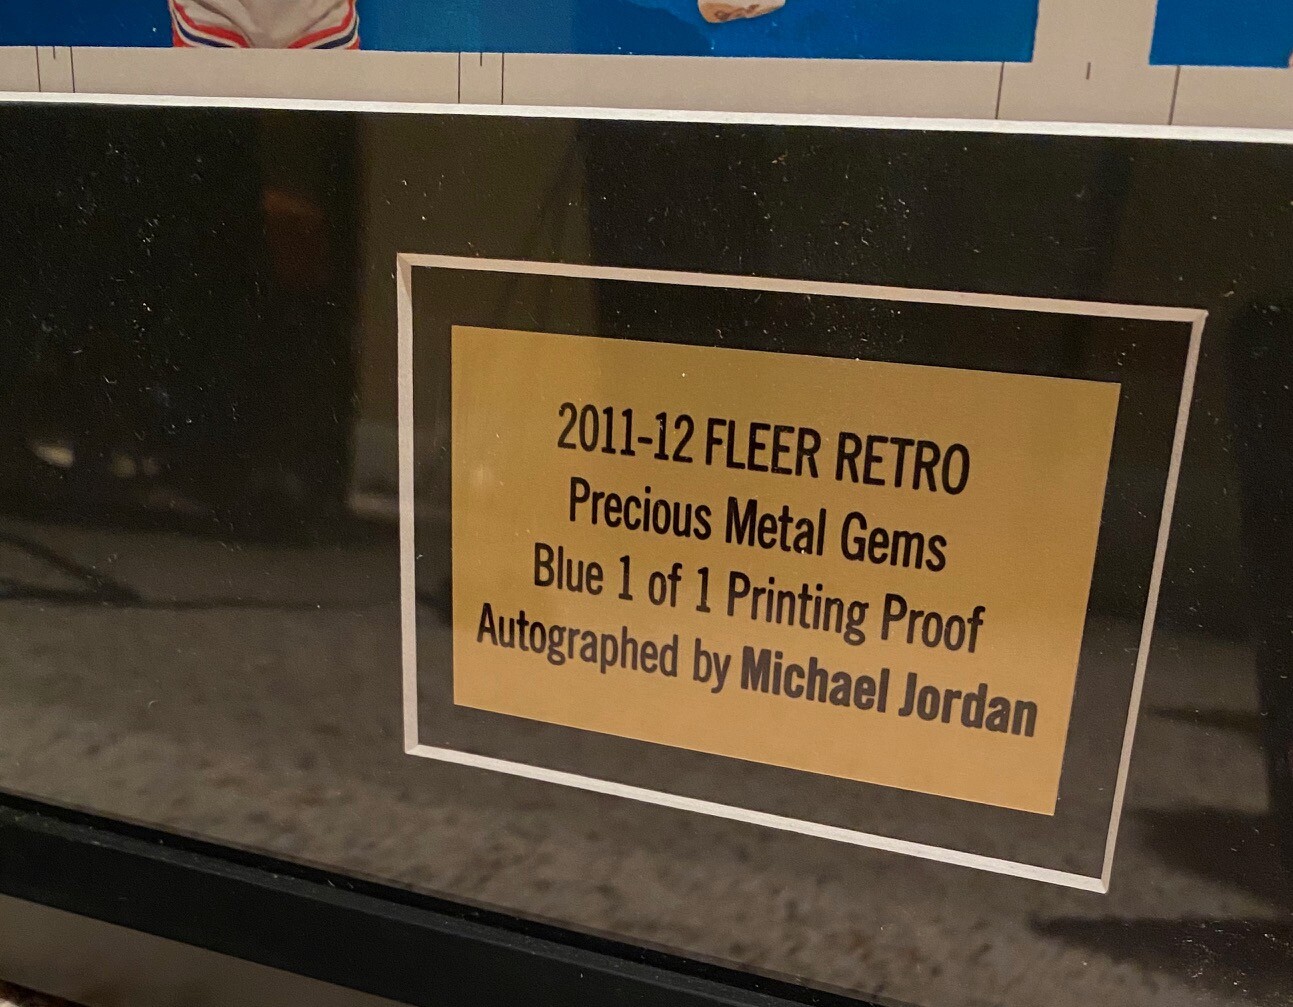 2011-12 FLEER RETRO
Precious Metal Gems
Blue 1 of 1 Printing Proof
Autographed by Michael Jordan